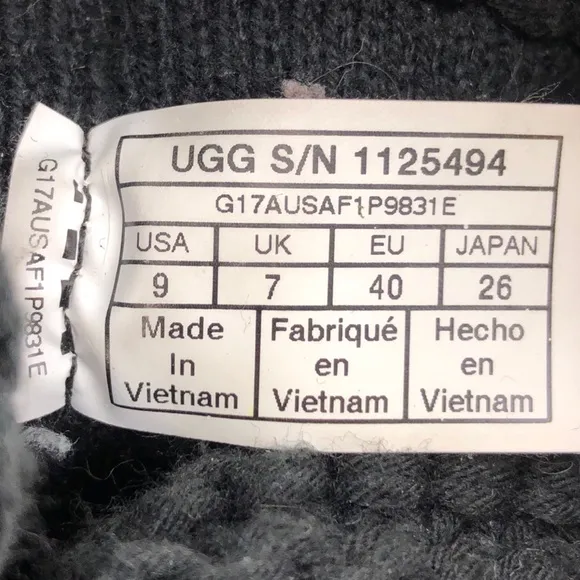 UGG S/N 1125494
G17AUSAF1P9831E
USA UK EU JAPAN
9 7 40 26
Made Fabriqué Hecho
In en en
Vietnam Vietnam Vietnam
G17AUSAF1P9831E